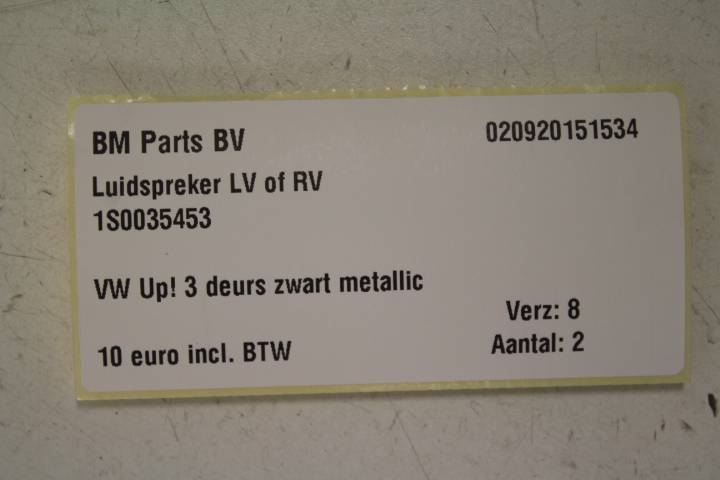 BM Parts BV 020920151534
Luidspreker LV of RV
1S0035453
VW Up! 3 deurs zwart metallic
Verz: 8
10 euro incl. BTW Aantal: 2